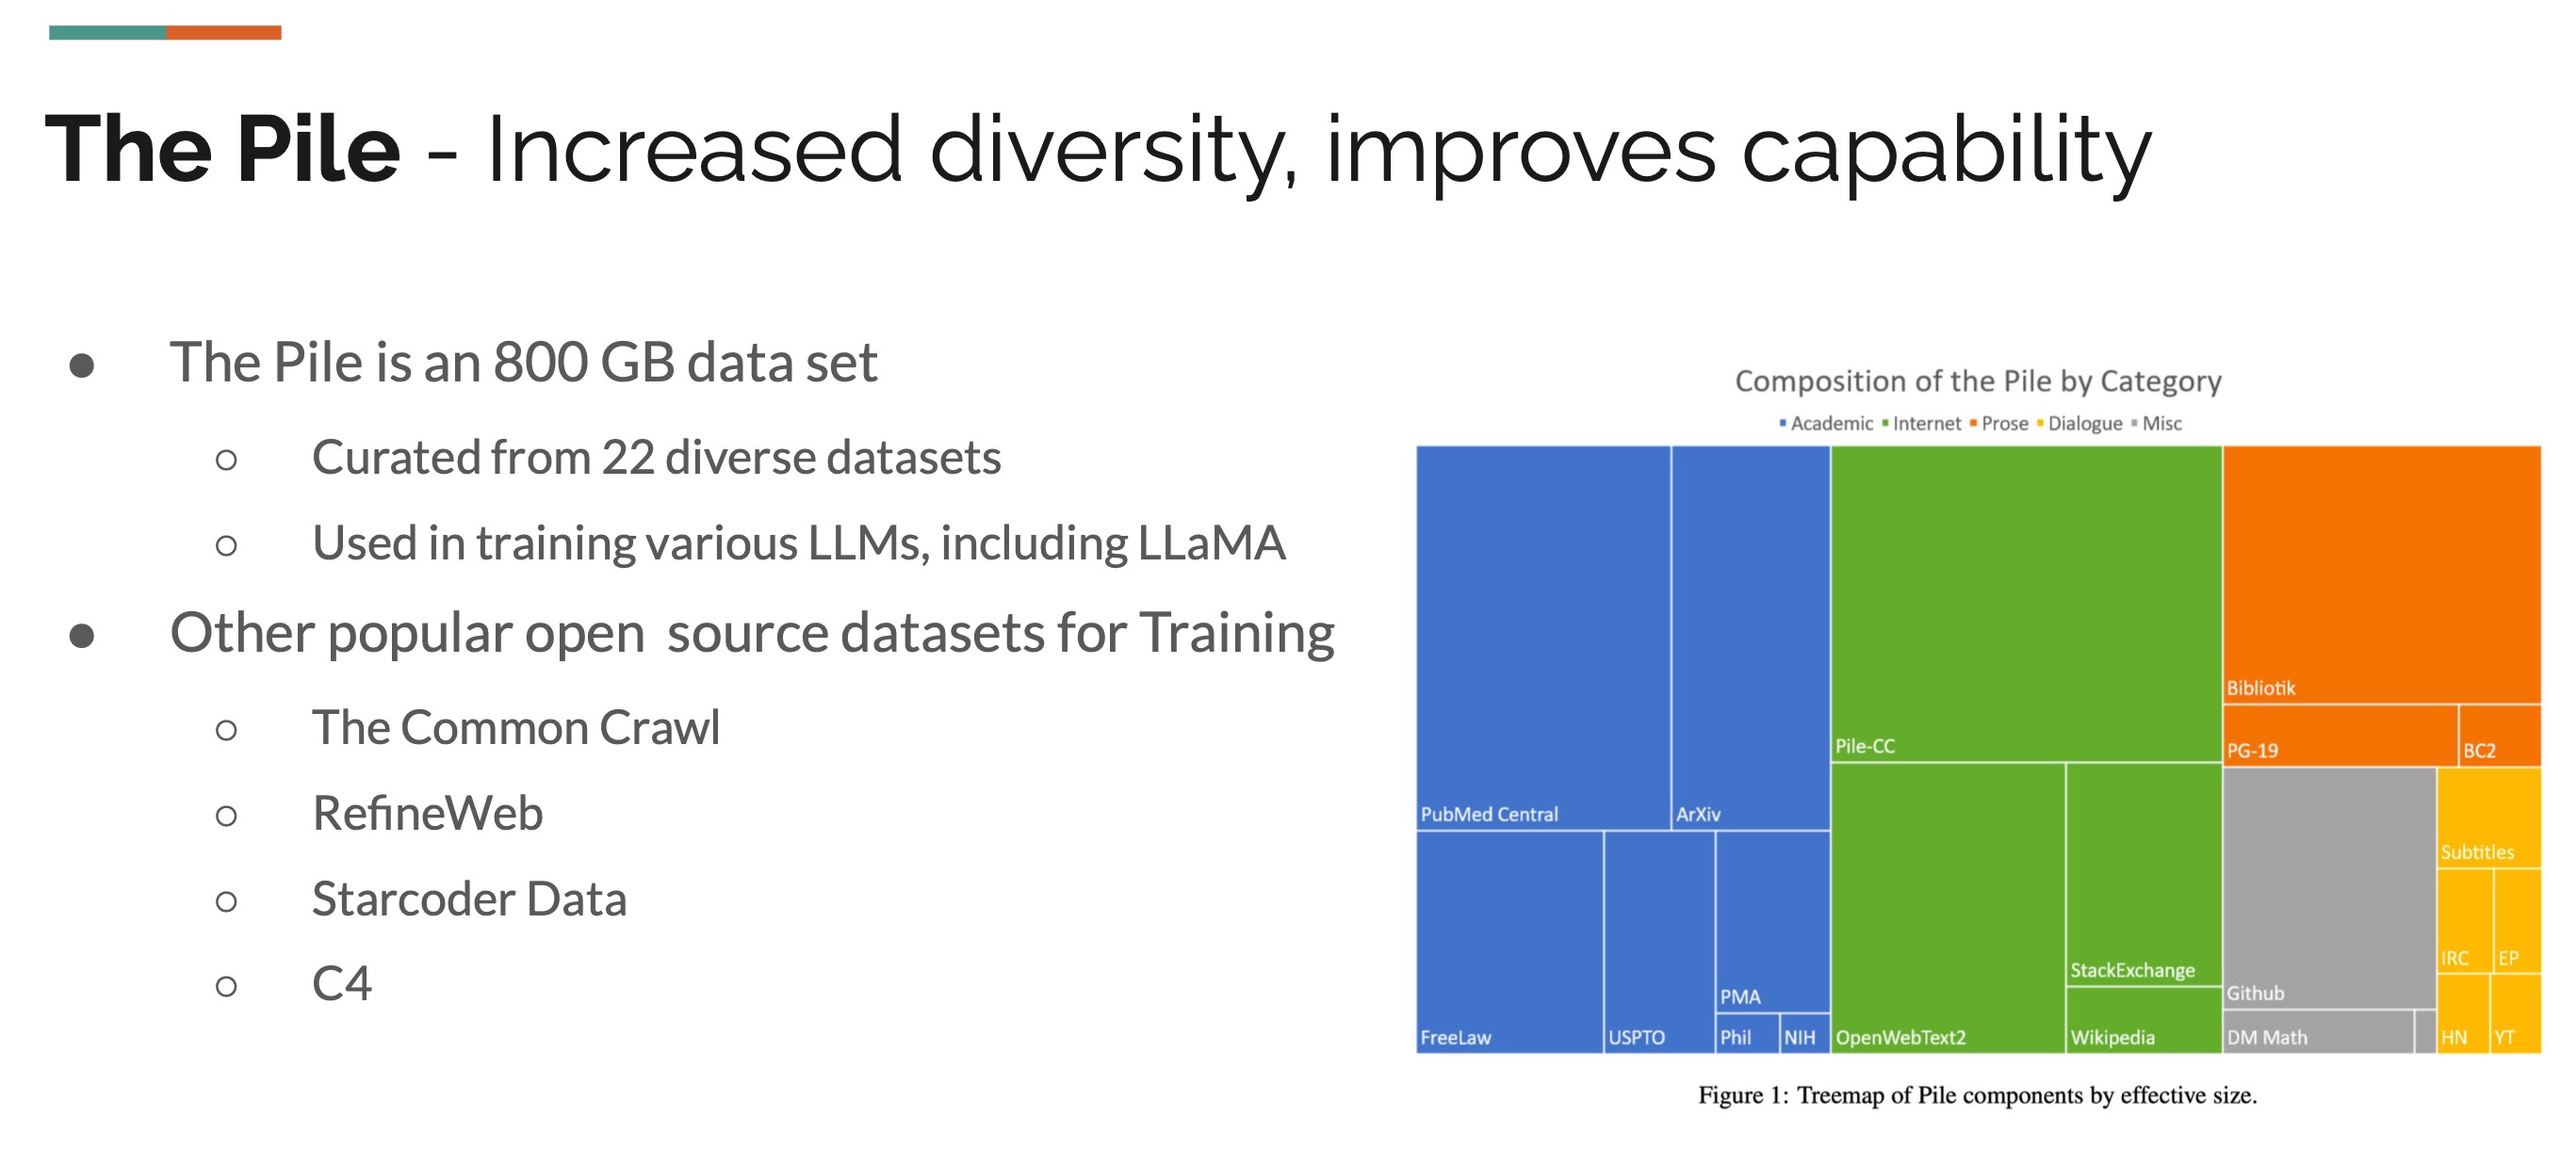 The Pile - Increased diversity, improves capability
The Pile is an 800 GB data set
Curated from 22 diverse datasets
Used in training various LLMs, including LLaMA
Other popular open  source datasets for Training
The Common Crawl
RefineWeb
Starcoder Data
C4
Composition of the Pile by Category
Academic Internet Prose Dialogue Misc
PubMed Central
ArXiv
FreeLaw
USPTO
PMA
Phil
NIH
Pile-CC
OpenWebText2
StackExchange
Wikipedia
Bibliotik
PG-19
BC2
Github
DM Math
Subtitles
IRC
EP
HN
YT
Figure 1: Treemap of Pile components by effective size.